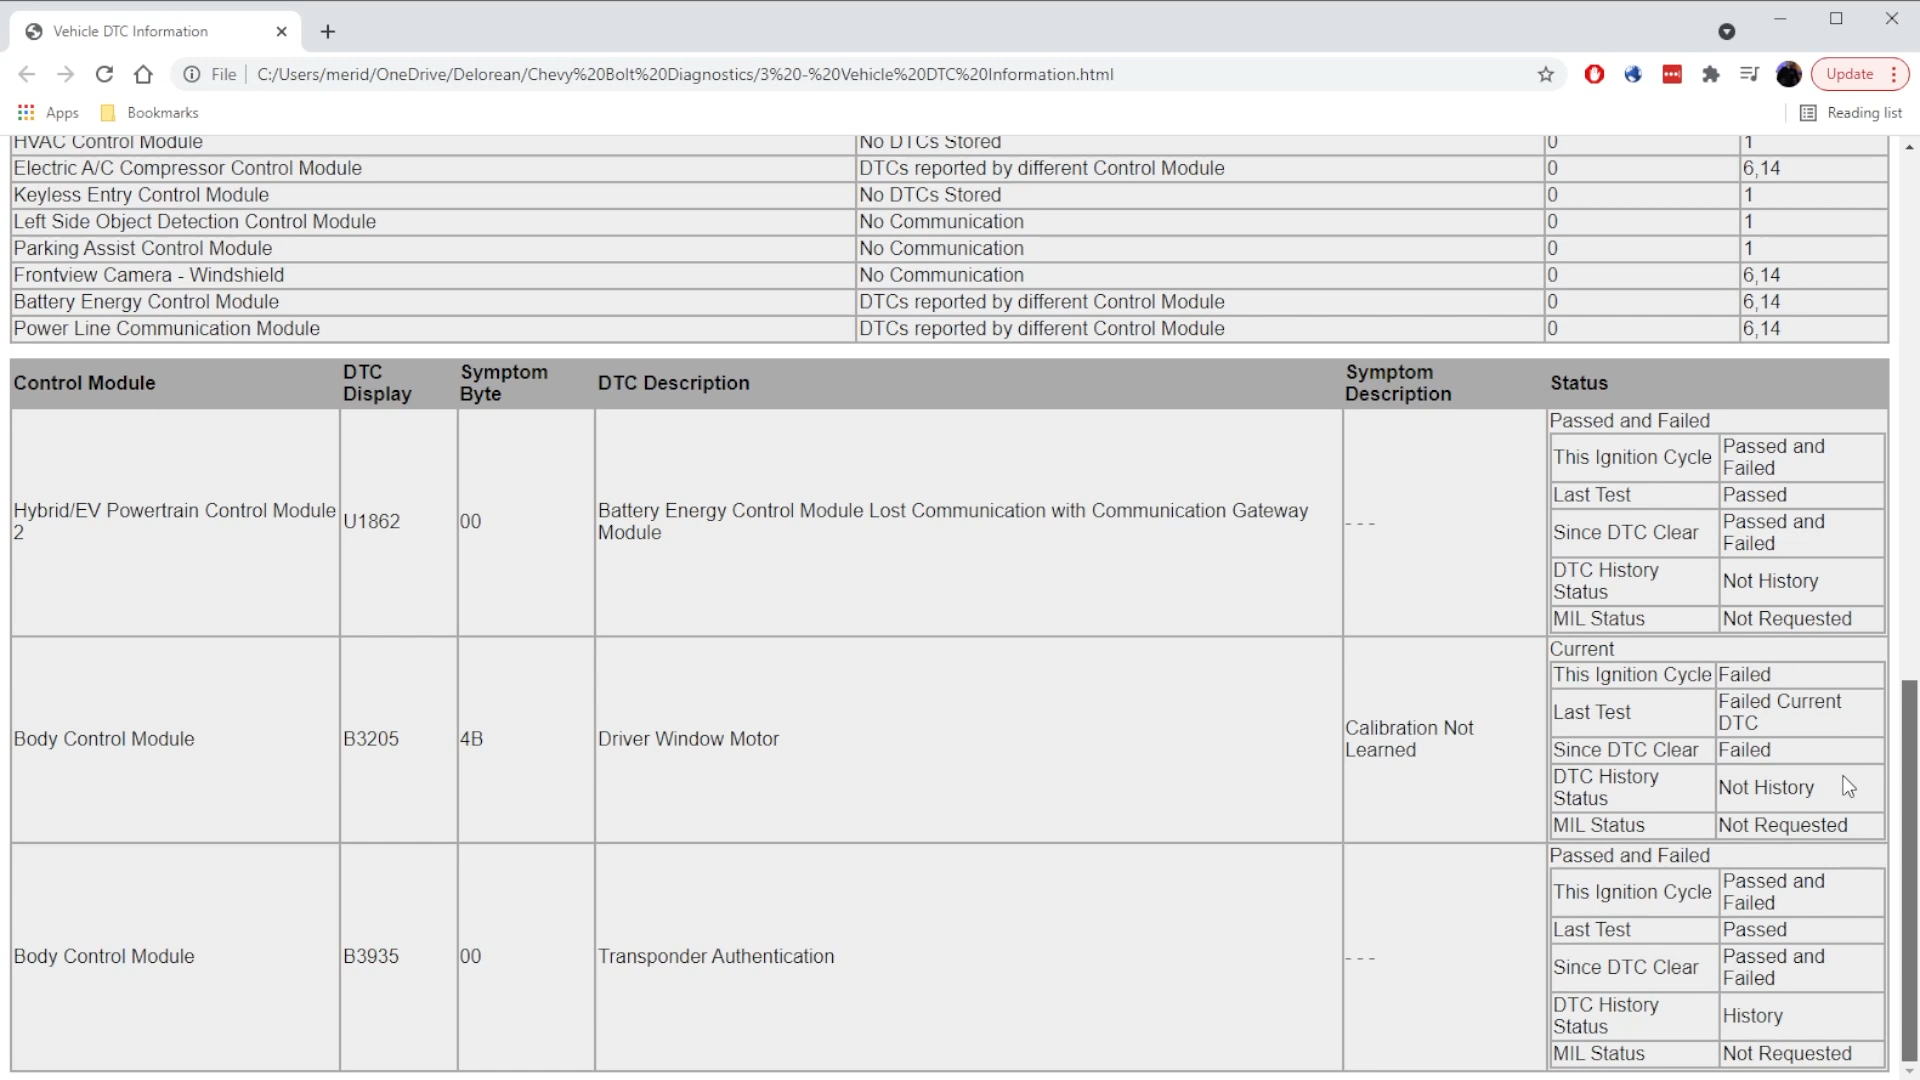 Vehicle DTC Information
File
C:/Users/merid/OneDrive/Delorean/Chevy%20Bolt%20Diagnostics/3%20-%20Vehicle%20DTC%20Information.html
Update
Apps
Bookmarks
Reading list
HVAC Control Module No DTCs Stored 0 1
Electric A/C Compressor Control Module DTCs reported by different Control Module 0 6,14
Keyless Entry Control Module No DTCs Stored 0 1
Left Side Object Detection Control Module No Communication 0 1
Parking Assist Control Module No Communication 0 1
Frontview Camera - Windshield No Communication 0 6,14
Battery Energy Control Module DTCs reported by different Control Module 0 6,14
Power Line Communication Module DTCs reported by different Control Module 0 6,14
Control Module
DTC
Display
Symptom
Byte
DTC Description
Symptom
Description
Status
Hybrid/EV Powertrain Control Module
2
U1862
00
Battery Energy Control Module Lost Communication with Communication Gateway
Module
- - -
Passed and Failed
This Ignition Cycle
Passed and
Failed
Last Test
Passed
Since DTC Clear
Passed and
Failed
DTC History
Status
Not History
MIL Status
Not Requested
Body Control Module
B3205
4B
Driver Window Motor
Calibration Not
Learned
Current
This Ignition Cycle
Failed
Last Test
Failed Current
DTC
Since DTC Clear
Failed
DTC History
Status
Not History
MIL Status
Not Requested
Body Control Module
B3935
00
Transponder Authentication
- - -
Passed and Failed
This Ignition Cycle
Passed and
Failed
Last Test
Passed
Since DTC Clear
Passed and
Failed
DTC History
Status
History
MIL Status
Not Requested